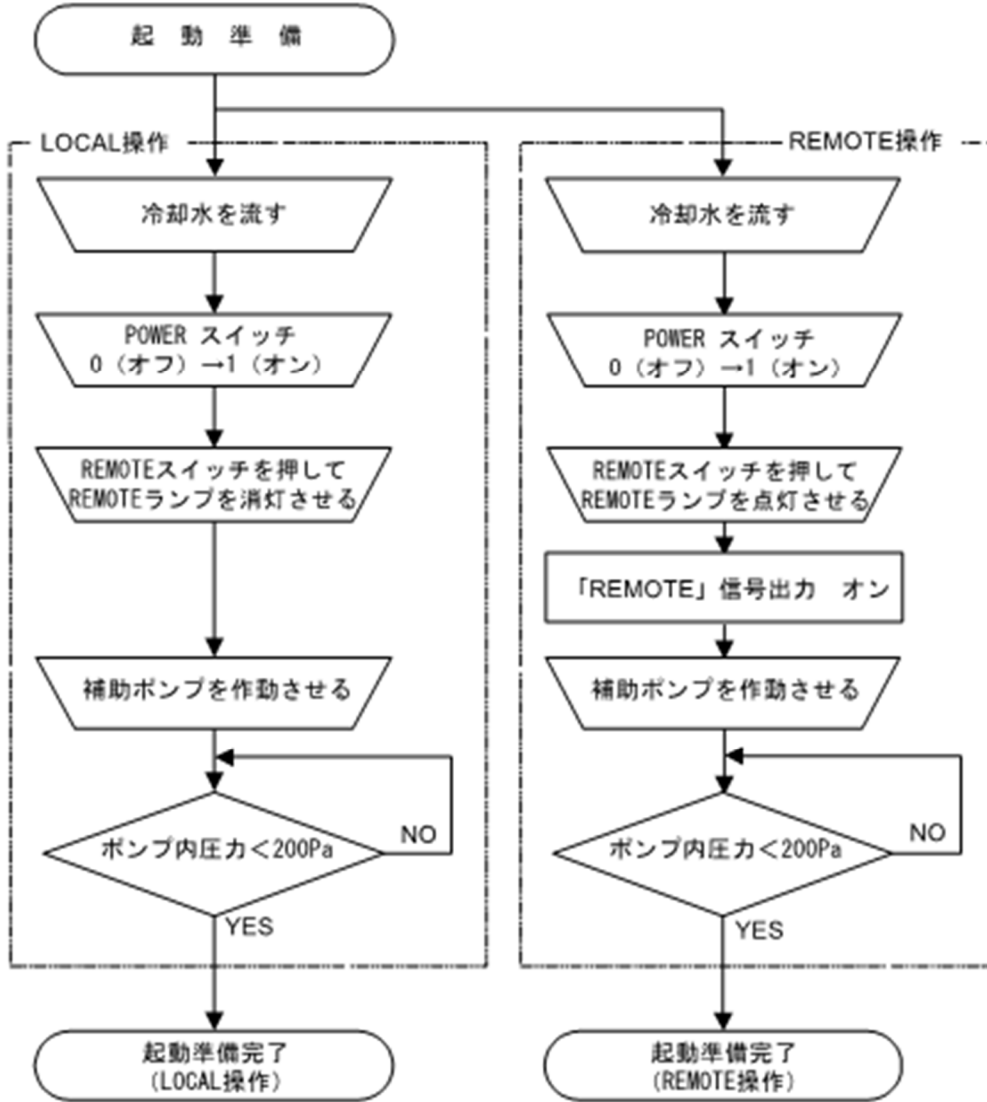 起 動 準 備
LOCAL操作
冷却水を流す
POWER スイッチ
0（オフ）→1（オン）
REMOTEスイッチを押して
REMOTEランプを消灯させる
補助ポンプを作動させる
ポンプ内圧力＜200Pa
NO
YES
起動準備完了
(LOCAL操作)
REMOTE操作
冷却水を流す
POWER スイッチ
0（オフ）→1（オン）
REMOTEスイッチを押して
REMOTEランプを点灯させる
「REMOTE」信号出力　オン
補助ポンプを作動させる
ポンプ内圧力＜200Pa
NO
YES
起動準備完了
(REMOTE操作)